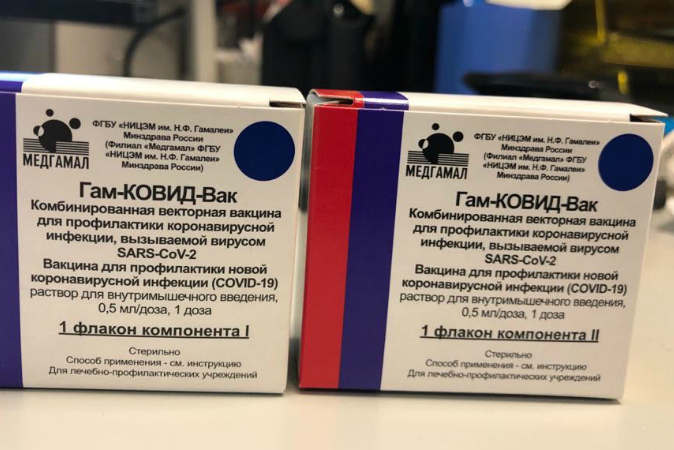 ФГБУ «НИЦЭМ им. Н.Ф. Гамалеи»
Минздрава России
(Филиал «Медгамал» ФГБУ
«НИЦЭМ им. Н.Ф. Гамалеи»
Минздрава России)
МЕДГАМАЛ
Гам-КОВИД-Вак
Комбинированная векторная вакцина
для профилактики коронавирусной
инфекции, вызываемой вирусом
SARS-CoV-2
Вакцина для профилактики новой
коронавирусной инфекции (COVID-19)
раствор для внутримышечного введения,
0,5 мл/доза, 1 доза
1 флакон компонента I
Стерильно
Способ применения - см. инструкцию
Для лечебно-профилактических учреждений
ФГБУ «НИЦЭМ им. Н.Ф. Гамалеи»
Минздрава России
(Филиал «Медгамал» ФГБУ
«НИЦЭМ им. Н.Ф. Гамалеи»
Минздрава России)
МЕДГАМАЛ
Гам-КОВИД-Вак
Комбинированная векторная вакцина
для профилактики коронавирусной
инфекции, вызываемой вирусом
SARS-CoV-2
Вакцина для профилактики новой
коронавирусной инфекции (COVID-19)
раствор для внутримышечного введения,
0,5 мл/доза, 1 доза
1 флакон компонента II
Стерильно
Способ применения - см. инструкцию
Для лечебно-профилактических учреждений